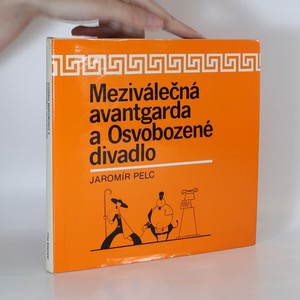 Meziválečná
avantgarda
a Osvobozené
divadlo
JAROMÍR PELC